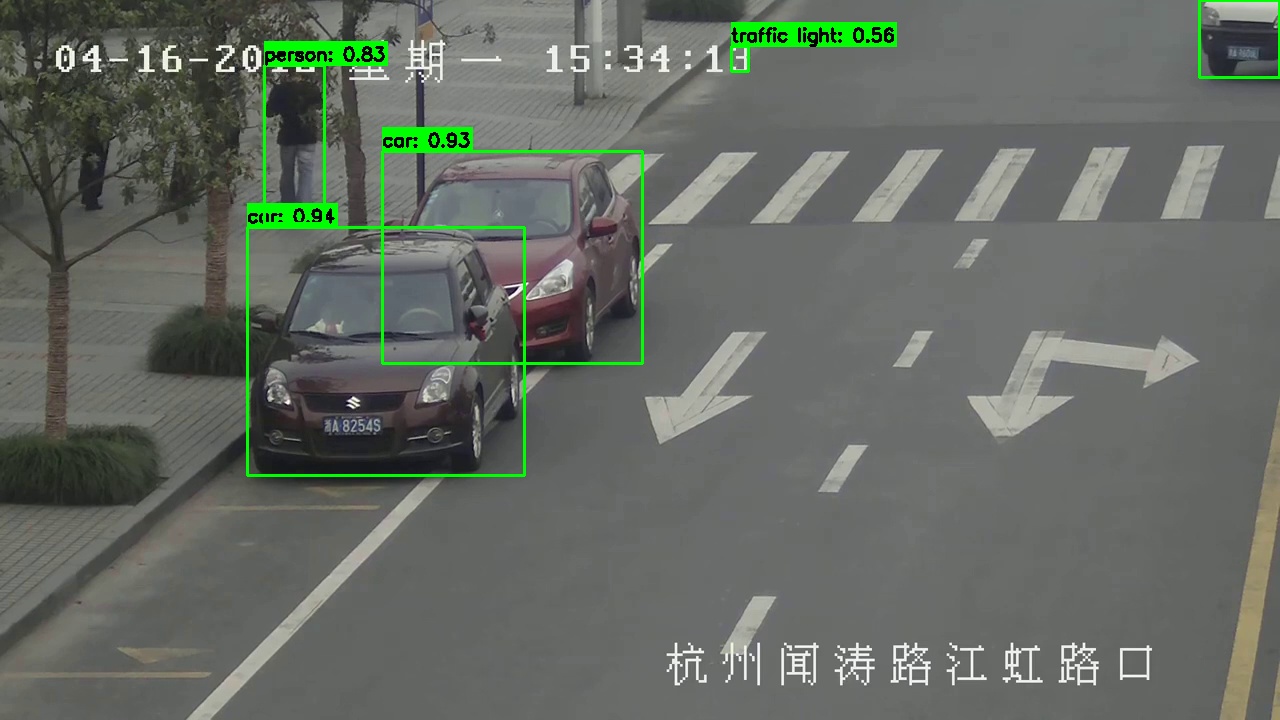 traffic light: 0.56
person: 0.83
04-16-20 星期一 15:34:13
car: 0.93
car: 0.94
A 8254S
杭州闻涛路江虹路口